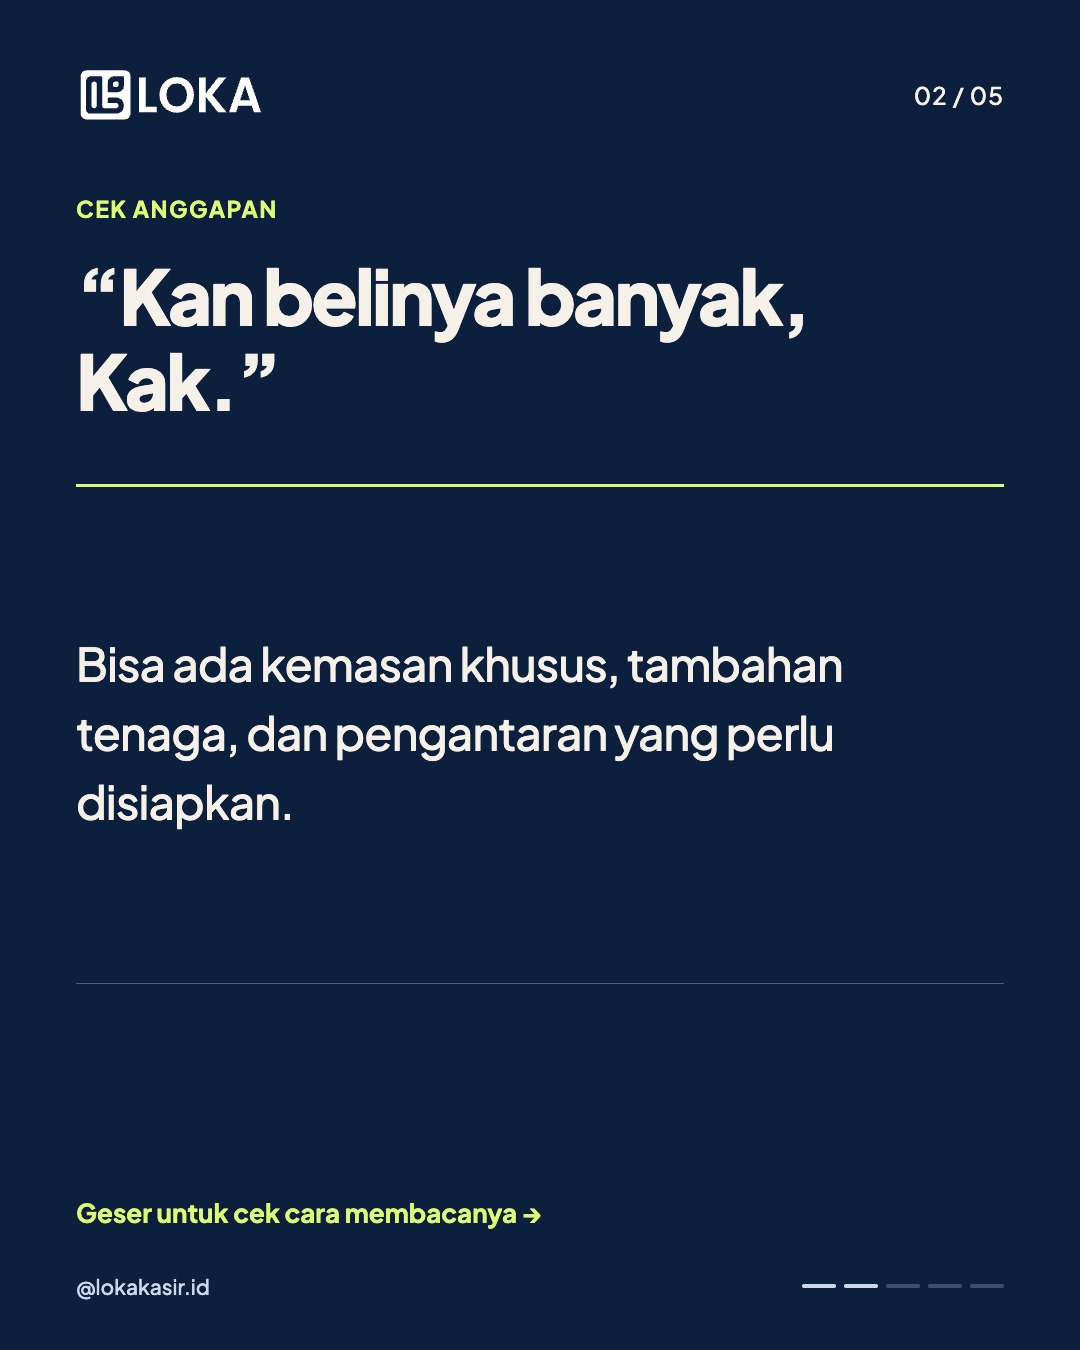 LOKA
02 / 05
CEK ANGGAPAN
“Kan belinya banyak,
Kak.”
Bisa ada kemasan khusus, tambahan
tenaga, dan pengantaran yang perlu
disiapkan.
Geser untuk cek cara membacanya →
@lokakasir.id